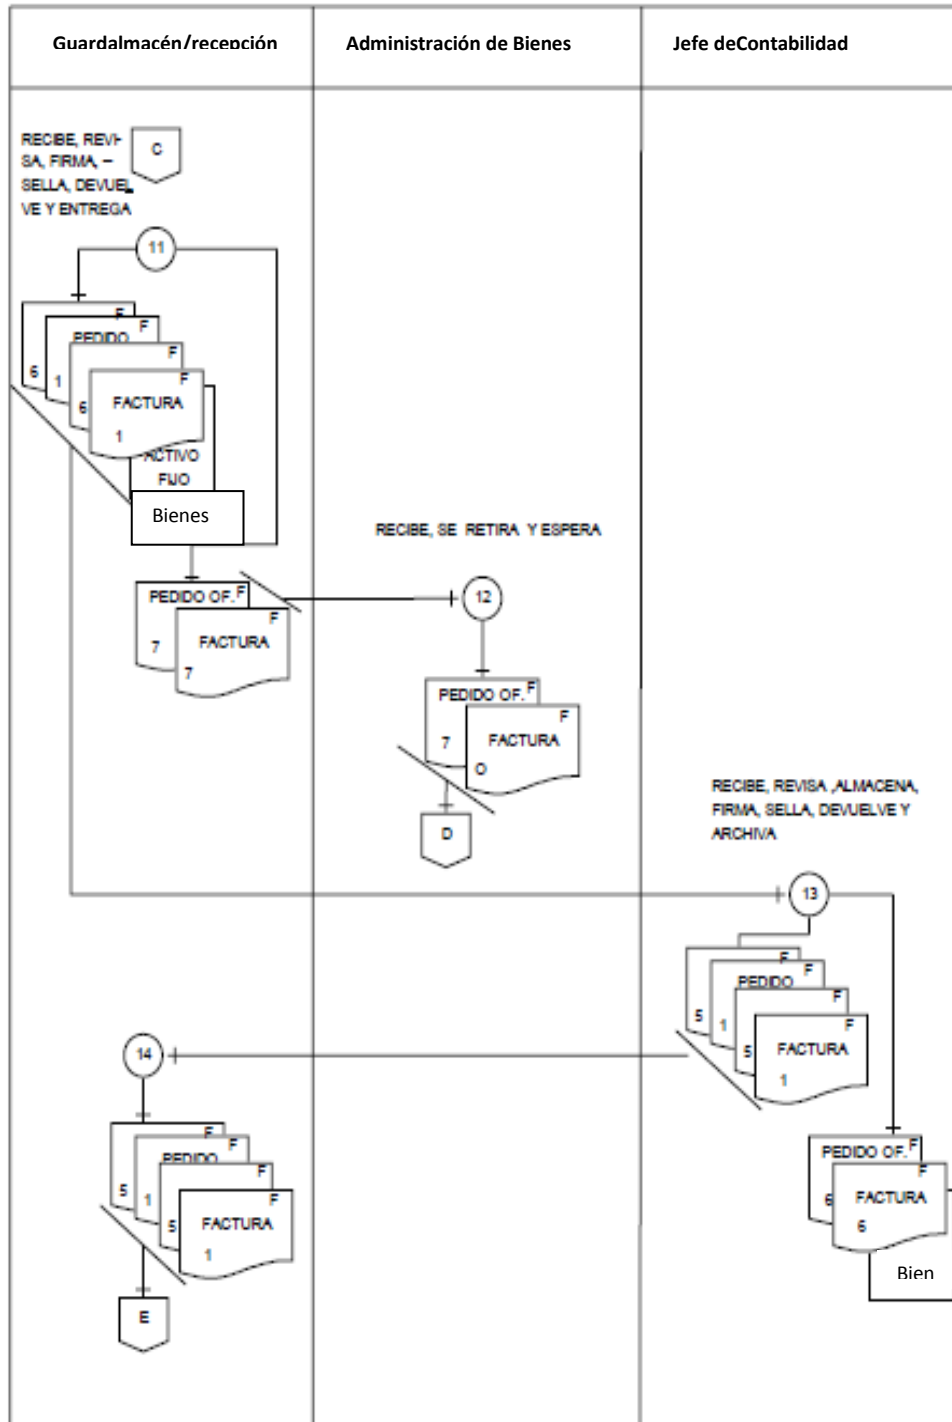 Guardalmacén/recepción
Administración de Bienes
Jefe deContabilidad
RECIBE, REVI-
SA, FIRMA, –
SELLA, DEVUEL
VE Y ENTREGA
C
11
F
PEDIDO F
F
F
6
1
6
FACTURA
1
ACTIVO
FIJO
Bienes
RECIBE, SE RETIRA Y ESPERA
PEDIDO OF. F
F
FACTURA
7
7
12
PEDIDO OF. F
F
FACTURA
7
O
D
RECIBE, REVISA ,ALMACENA,
FIRMA, SELLA, DEVUELVE Y
ARCHIVA
13
F
PEDIDO F
F
F
5
1
5
FACTURA
1
14
F
PEDIDO F
F
F
5
1
5
FACTURA
1
E
PEDIDO OF. F
F
FACTURA
6
6
Bien